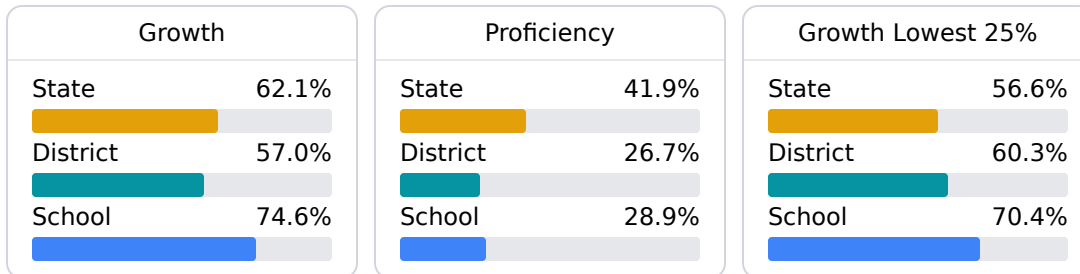 Growth
State 62.1%
District 57.0%
School 74.6%
Proficiency
State 41.9%
District 26.7%
School 28.9%
Growth Lowest 25%
State 56.6%
District 60.3%
School 70.4%